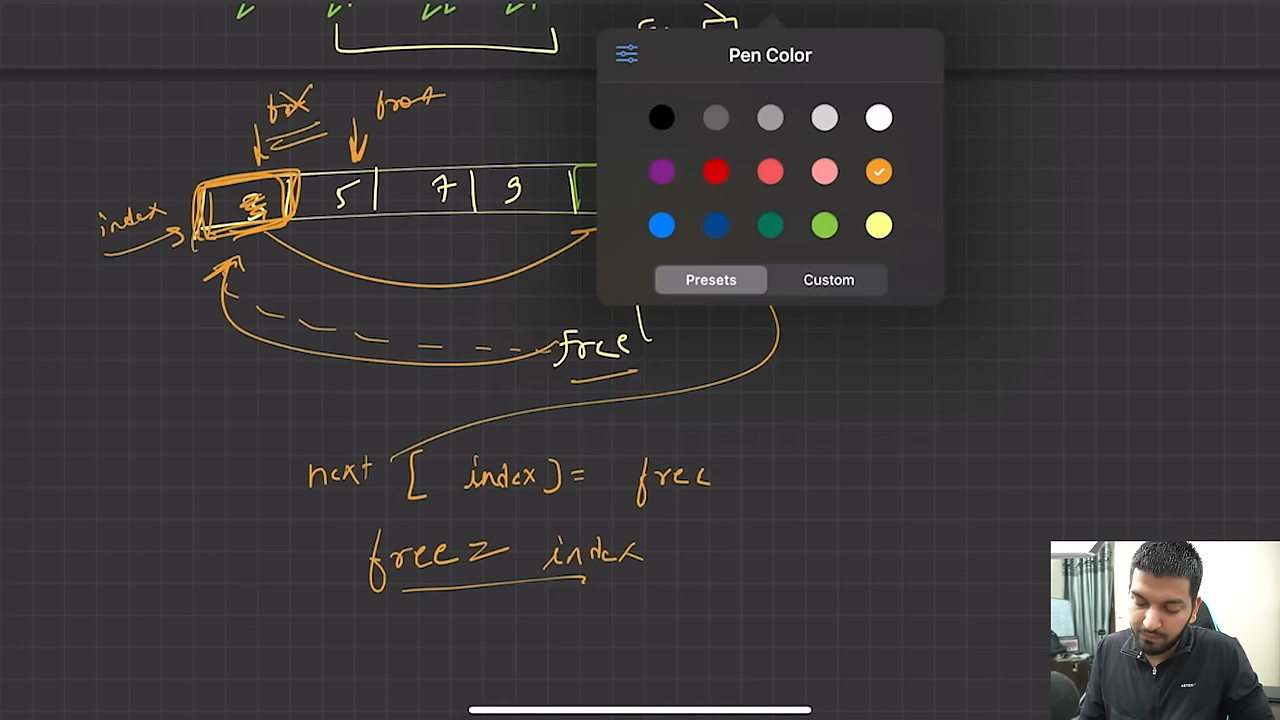 Pen Color
front
5 7 9
index
Presets Custom
free
next [ index ] = free
free = index